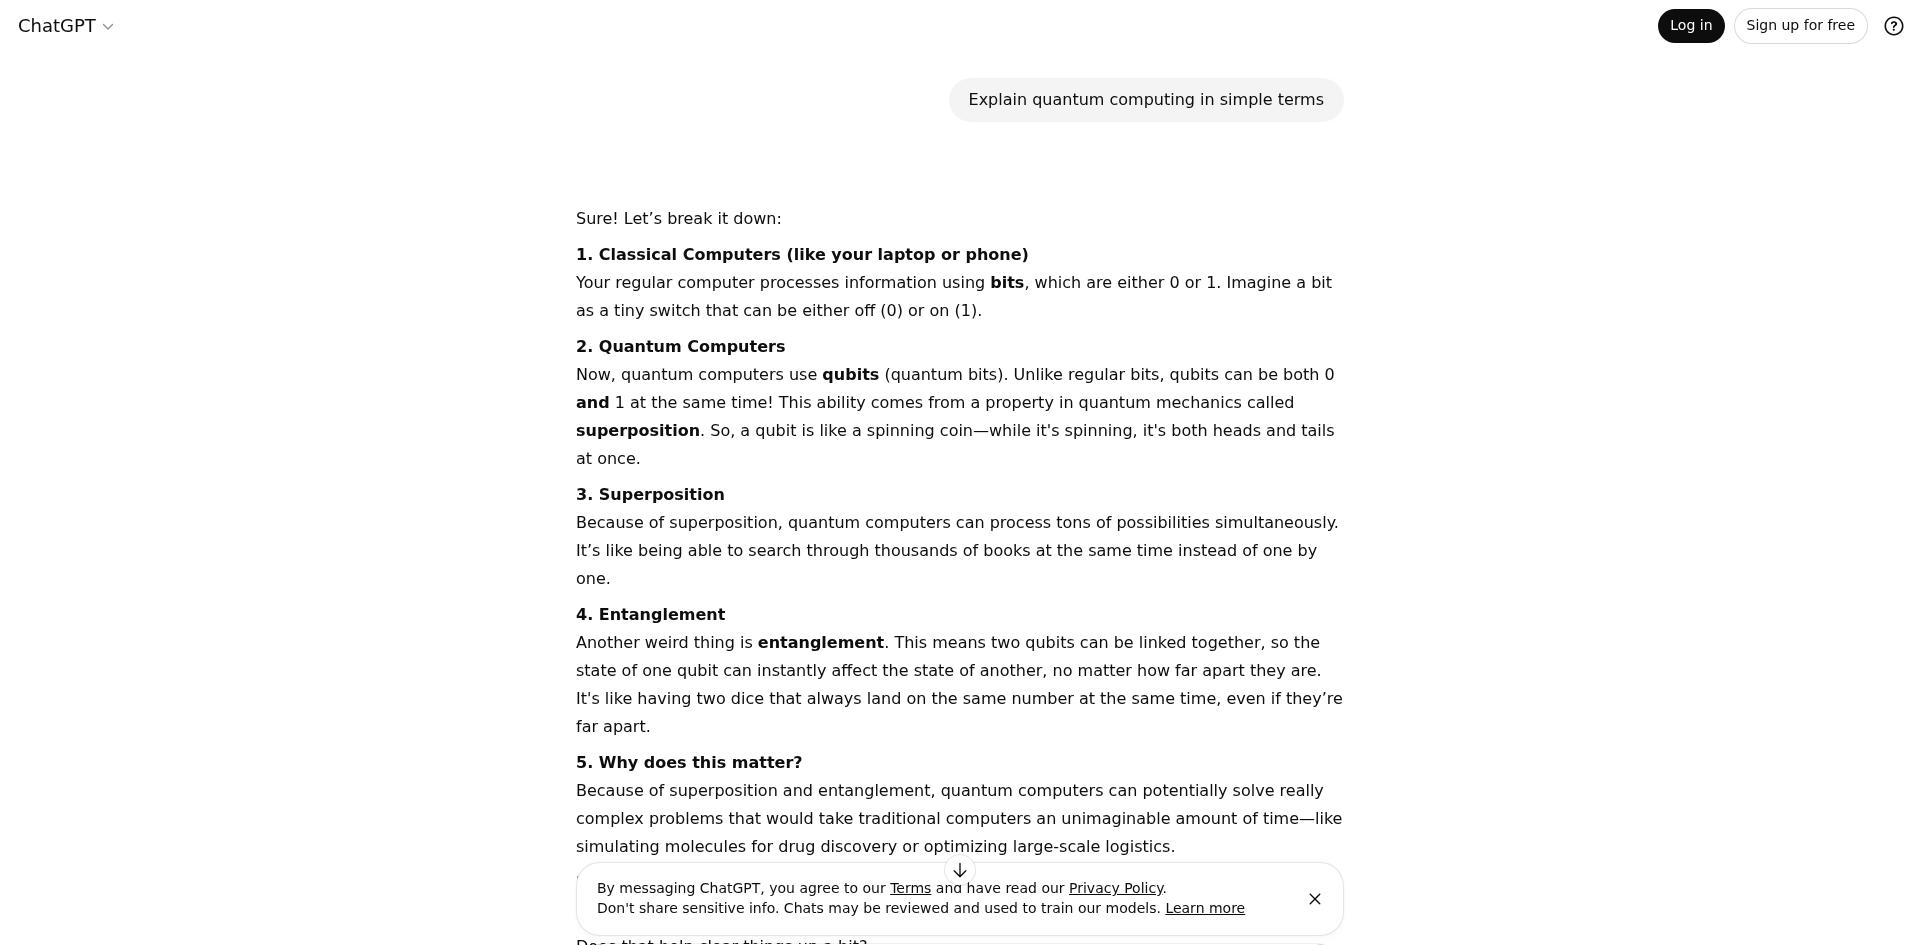 ChatGPT
Log in
Sign up for free
Explain quantum computing in simple terms
Sure! Let’s break it down:
1. Classical Computers (like your laptop or phone)
Your regular computer processes information using bits, which are either 0 or 1. Imagine a bit
as a tiny switch that can be either off (0) or on (1).
2. Quantum Computers
Now, quantum computers use qubits (quantum bits). Unlike regular bits, qubits can be both 0
and 1 at the same time! This ability comes from a property in quantum mechanics called
superposition. So, a qubit is like a spinning coin—while it's spinning, it's both heads and tails
at once.
3. Superposition
Because of superposition, quantum computers can process tons of possibilities simultaneously.
It’s like being able to search through thousands of books at the same time instead of one by
one.
4. Entanglement
Another weird thing is entanglement. This means two qubits can be linked together, so the
state of one qubit can instantly affect the state of another, no matter how far apart they are.
It's like having two dice that always land on the same number at the same time, even if they’re
far apart.
5. Why does this matter?
Because of superposition and entanglement, quantum computers can potentially solve really
complex problems that would take traditional computers an unimaginable amount of time—like
simulating molecules for drug discovery or optimizing large-scale logistics.
By messaging ChatGPT, you agree to our Terms and have read our Privacy Policy.
Don't share sensitive info. Chats may be reviewed and used to train our models. Learn more
Does that help clear things up a bit?